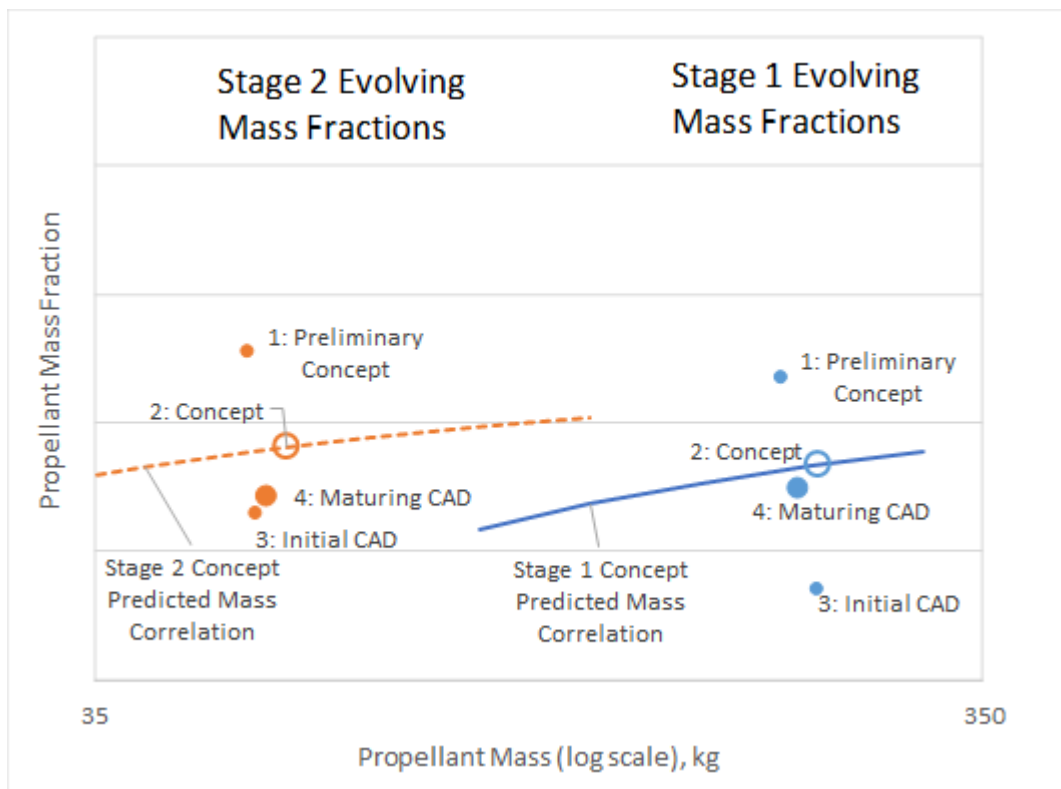 Stage 2 Evolving
Mass Fractions
Stage 1 Evolving
Mass Fractions
Propellant Mass Fraction
1: Preliminary
Concept
1: Preliminary
Concept
2: Concept
2: Concept
4: Maturing CAD
4: Maturing CAD
3: Initial CAD
Stage 2 Concept
Predicted Mass
Correlation
Stage 1 Concept
Predicted Mass
Correlation
3: Initial CAD
35
350
Propellant Mass (log scale), kg